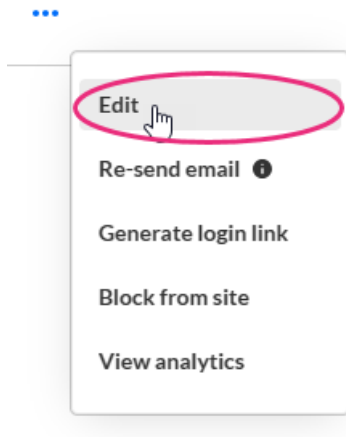 Edit
Re-send email
Generate login link
Block from site
View analytics